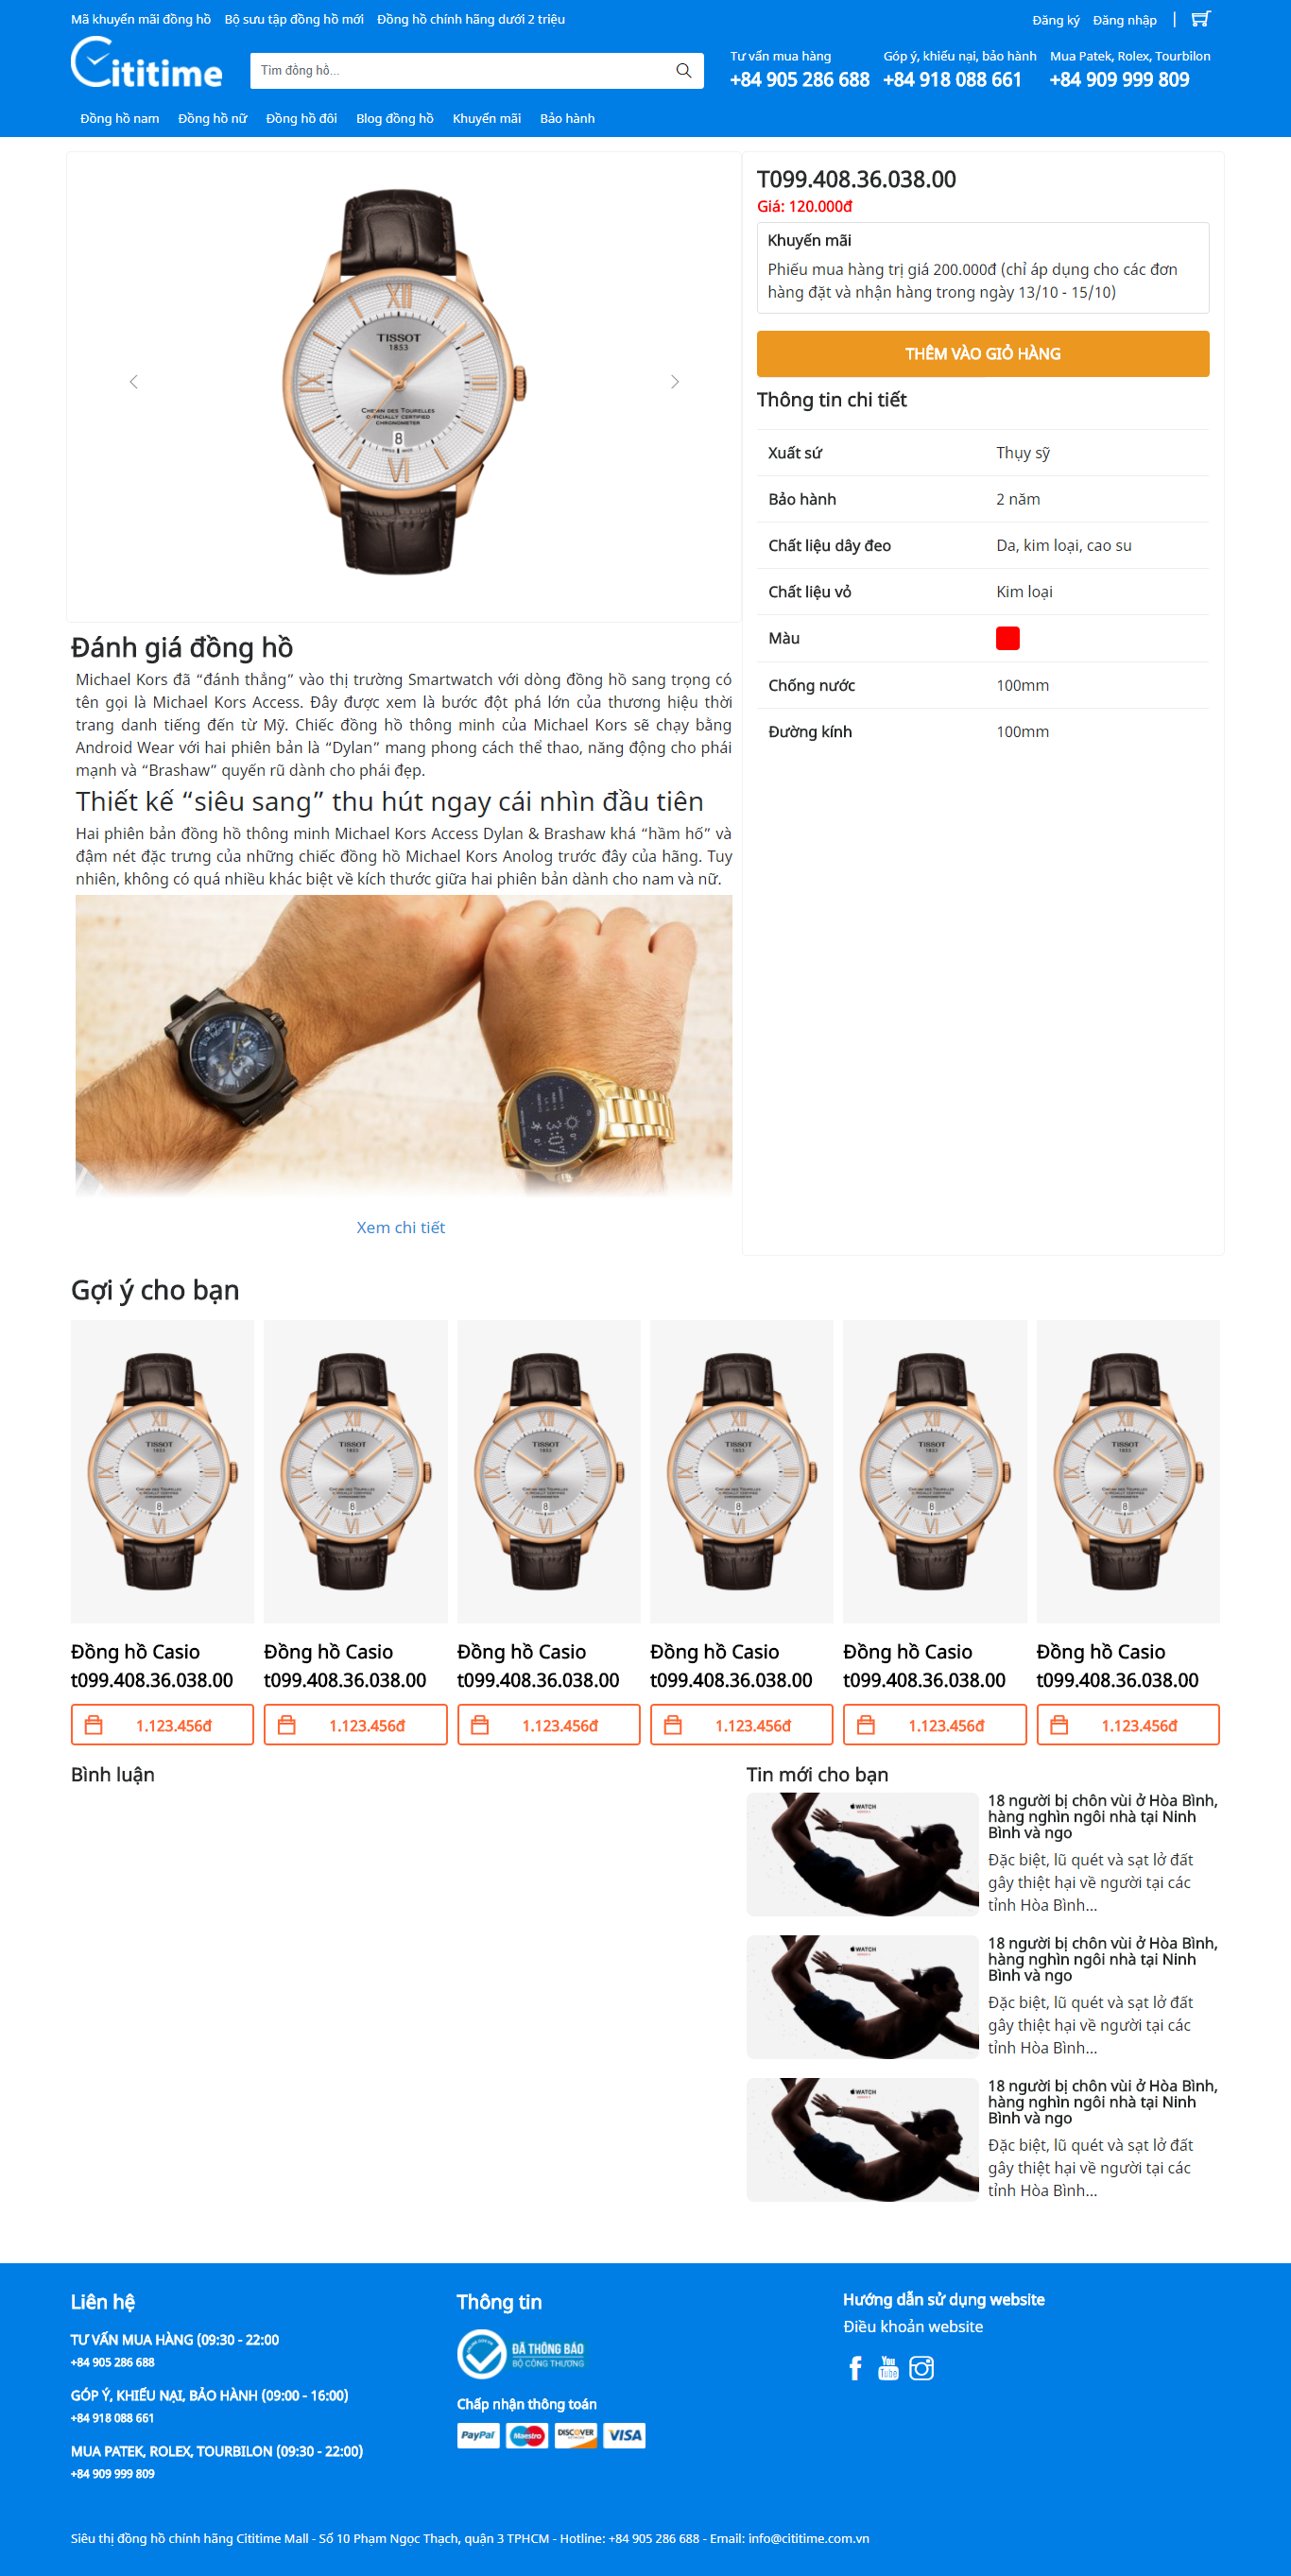 Mã khuyến mãi đồng hồ Bộ sưu tập đồng hồ mới Đồng hồ chính hãng dưới 2 triệu
Đăng ký Đăng nhập |
Cititime
Tìm đồng hồ...
Tư vấn mua hàng
+84 905 286 688
Góp ý, khiếu nại, bảo hành
+84 918 088 661
Mua Patek, Rolex, Tourbilon
+84 909 999 809
Đồng hồ nam Đồng hồ nữ Đồng hồ đôi Blog đồng hồ Khuyến mãi Bảo hành
TISSOT
1853
CHEMIN DES TOURELLES
OFFICIALLY CERTIFIED
CHRONOMETER
8
T099.408.36.038.00
Giá: 120.000đ
Khuyến mãi
Phiếu mua hàng trị giá 200.000đ (chỉ áp dụng cho các đơn
hàng đặt và nhận hàng trong ngày 13/10 - 15/10)
THÊM VÀO GIỎ HÀNG
Thông tin chi tiết
Xuất sứ Thụy sỹ
Bảo hành 2 năm
Chất liệu dây đeo Da, kim loại, cao su
Chất liệu vỏ Kim loại
Màu
Chống nước 100mm
Đường kính 100mm
Đánh giá đồng hồ
Michael Kors đã “đánh thẳng” vào thị trường Smartwatch với dòng đồng hồ sang trọng có
tên gọi là Michael Kors Access. Đây được xem là bước đột phá lớn của thương hiệu thời
trang danh tiếng đến từ Mỹ. Chiếc đồng hồ thông minh của Michael Kors sẽ chạy bằng
Android Wear với hai phiên bản là “Dylan” mang phong cách thể thao, năng động cho phái
mạnh và “Brashaw” quyến rũ dành cho phái đẹp.
Thiết kế “siêu sang” thu hút ngay cái nhìn đầu tiên
Hai phiên bản đồng hồ thông minh Michael Kors Access Dylan & Brashaw khá “hầm hố” và
đậm nét đặc trưng của những chiếc đồng hồ Michael Kors Anolog trước đây của hãng. Tuy
nhiên, không có quá nhiều khác biệt về kích thước giữa hai phiên bản dành cho nam và nữ.
Xem chi tiết
Gợi ý cho bạn
Đồng hồ Casio
t099.408.36.038.00
1.123.456đ
Đồng hồ Casio
t099.408.36.038.00
1.123.456đ
Đồng hồ Casio
t099.408.36.038.00
1.123.456đ
Đồng hồ Casio
t099.408.36.038.00
1.123.456đ
Đồng hồ Casio
t099.408.36.038.00
1.123.456đ
Đồng hồ Casio
t099.408.36.038.00
1.123.456đ
Bình luận
Tin mới cho bạn
WATCH
18 người bị chôn vùi ở Hòa Bình,
hàng nghìn ngôi nhà tại Ninh
Bình và ngo
Đặc biệt, lũ quét và sạt lở đất
gây thiệt hại về người tại các
tỉnh Hòa Bình...
WATCH
18 người bị chôn vùi ở Hòa Bình,
hàng nghìn ngôi nhà tại Ninh
Bình và ngo
Đặc biệt, lũ quét và sạt lở đất
gây thiệt hại về người tại các
tỉnh Hòa Bình...
WATCH
18 người bị chôn vùi ở Hòa Bình,
hàng nghìn ngôi nhà tại Ninh
Bình và ngo
Đặc biệt, lũ quét và sạt lở đất
gây thiệt hại về người tại các
tỉnh Hòa Bình...
Liên hệ
TƯ VẤN MUA HÀNG (09:30 - 22:00
+84 905 286 688
GÓP Ý, KHIẾU NẠI, BẢO HÀNH (09:00 - 16:00)
+84 918 088 661
MUA PATEK, ROLEX, TOURBILON (09:30 - 22:00)
+84 909 999 809
Thông tin
ĐÃ THÔNG BÁO
BỘ CÔNG THƯƠNG
Chấp nhận thông toán
PayPal Maestro DISCOVER VISA
Hướng dẫn sử dụng website
Điều khoản website
You Tube
Siêu thị đồng hồ chính hãng Cititime Mall - Số 10 Phạm Ngọc Thạch, quận 3 TPHCM - Hotline: +84 905 286 688 - Email: info@cititime.com.vn